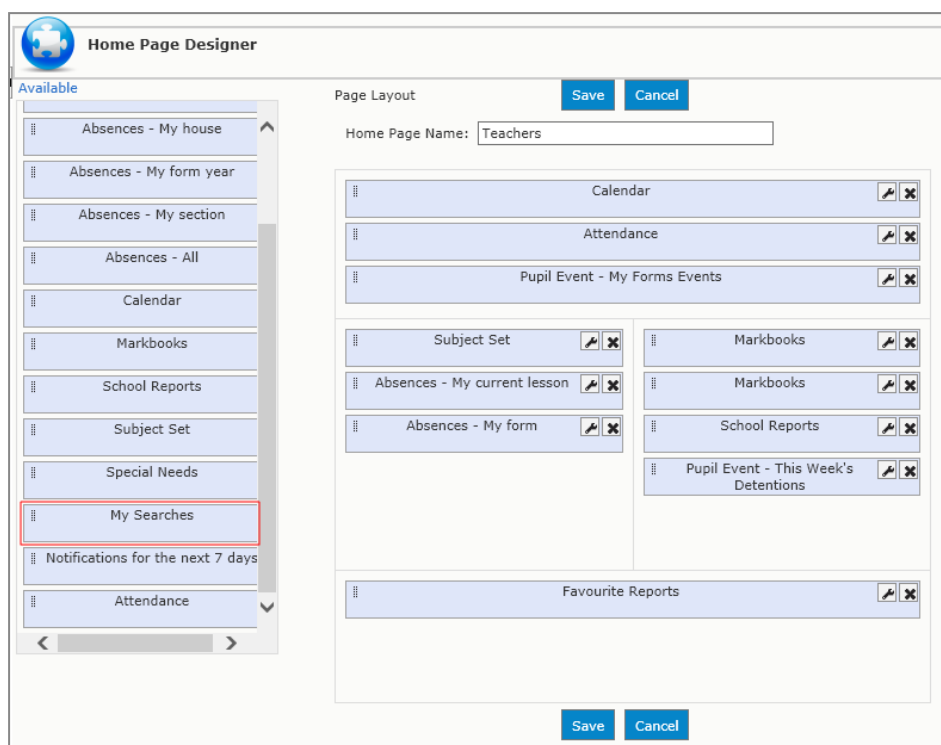 Home Page Designer
Available
Absences - My house
Absences - My form year
Absences - My section
Absences - All
Calendar
Markbooks
School Reports
Subject Set
Special Needs
My Searches
Notifications for the next 7 days
Attendance
Page Layout
Save
Cancel
Home Page Name:
Teachers
Calendar
Attendance
Pupil Event - My Forms Events
Subject Set
Absences - My current lesson
Absences - My form
Markbooks
Markbooks
School Reports
Pupil Event - This Week's
Detentions
Favourite Reports
Save
Cancel